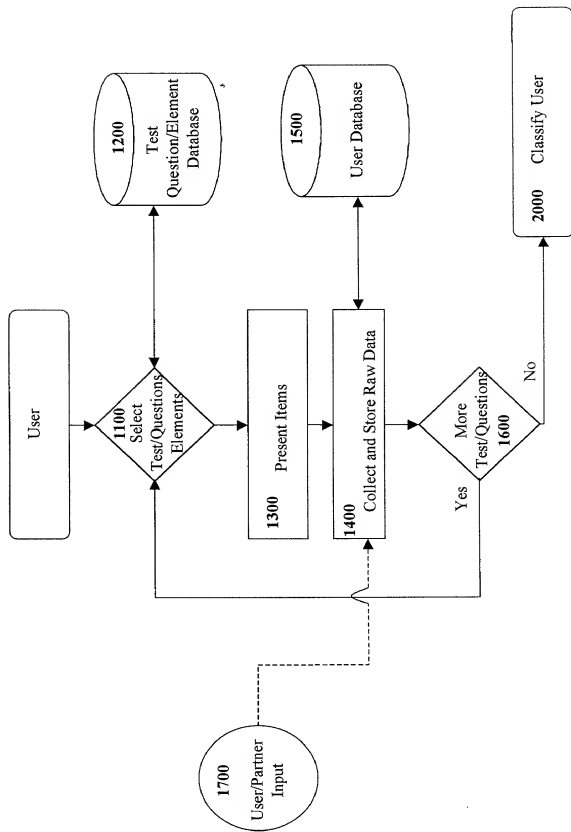 User
1100
Select
Test/Questions
Elements
1200
Test
Question/Element
Database
1300
Present Items
1400
Collect and Store Raw Data
1500
User Database
1700
User/Partner
Input
More
Test/Questions
1600
Yes
No
2000 Classify User